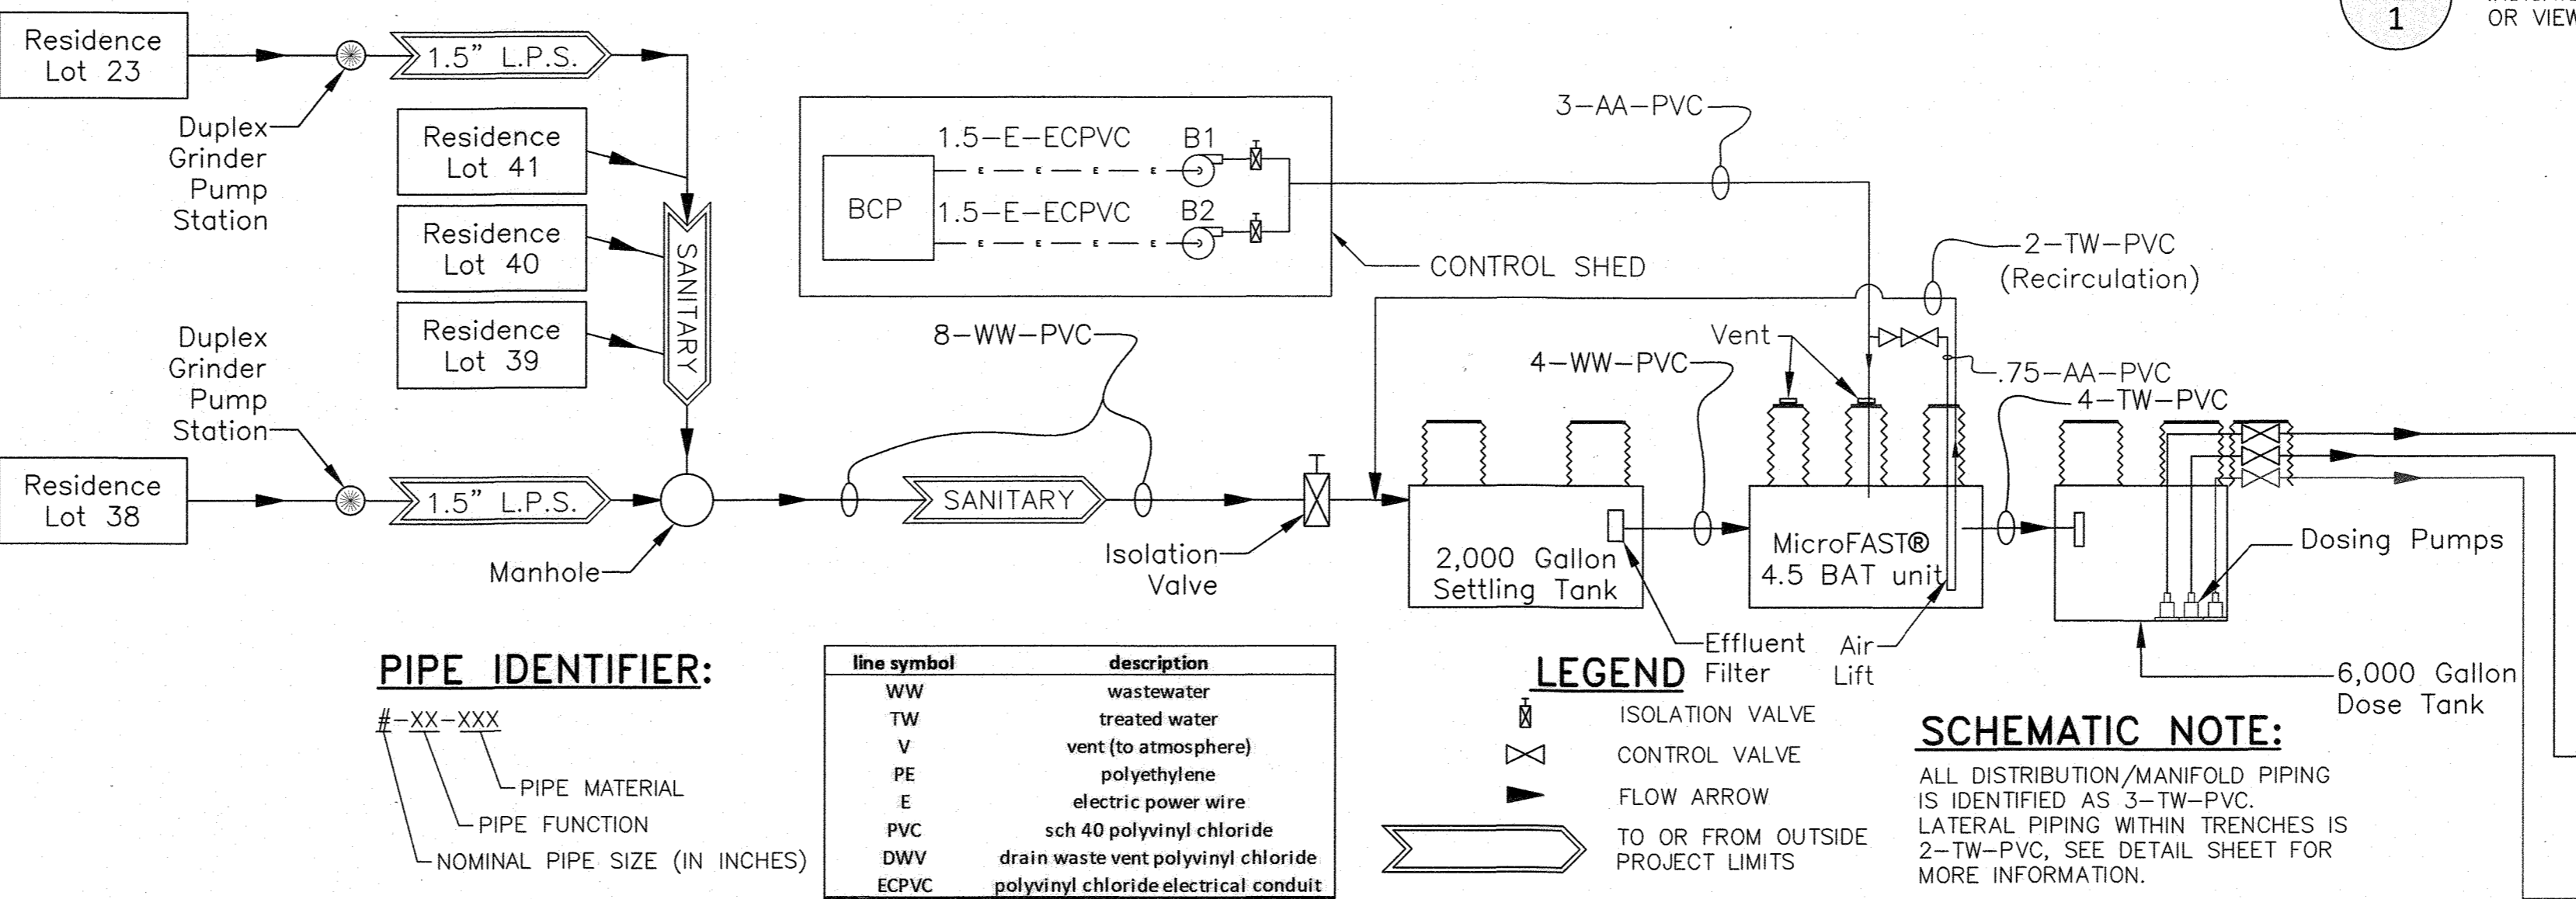 1
OR VIEW
Residence
Lot 23
1.5" L.P.S.
Duplex
Grinder
Pump
Station
Residence
Lot 41
Residence
Lot 40
Residence
Lot 39
SANITARY
Duplex
Grinder
Pump
Station
Residence
Lot 38
1.5" L.P.S.
Manhole
BCP
1.5-E-ECPVC
B1
E E E E
1.5-E-ECPVC
B2
E E E E
CONTROL SHED
3-AA-PVC
2-TW-PVC
(Recirculation)
8-WW-PVC
SANITARY
Isolation
Valve
4-WW-PVC
Vent
.75-AA-PVC
4-TW-PVC
2,000 Gallon
Settling Tank
Effluent
Filter
MicroFAST®
4.5 BAT unit
Air
Lift
Dosing Pumps
6,000 Gallon
Dose Tank
PIPE IDENTIFIER:
#-XX-XXX
PIPE MATERIAL
PIPE FUNCTION
NOMINAL PIPE SIZE (IN INCHES)
line symbol description
WW wastewater
TW treated water
V vent (to atmosphere)
PE polyethylene
E electric power wire
PVC sch 40 polyvinyl chloride
DWV drain waste vent polyvinyl chloride
ECPVC polyvinyl chloride electrical conduit
LEGEND
ISOLATION VALVE
CONTROL VALVE
FLOW ARROW
TO OR FROM OUTSIDE
PROJECT LIMITS
SCHEMATIC NOTE:
ALL DISTRIBUTION/MANIFOLD PIPING
IS IDENTIFIED AS 3-TW-PVC.
LATERAL PIPING WITHIN TRENCHES IS
2-TW-PVC, SEE DETAIL SHEET FOR
MORE INFORMATION.